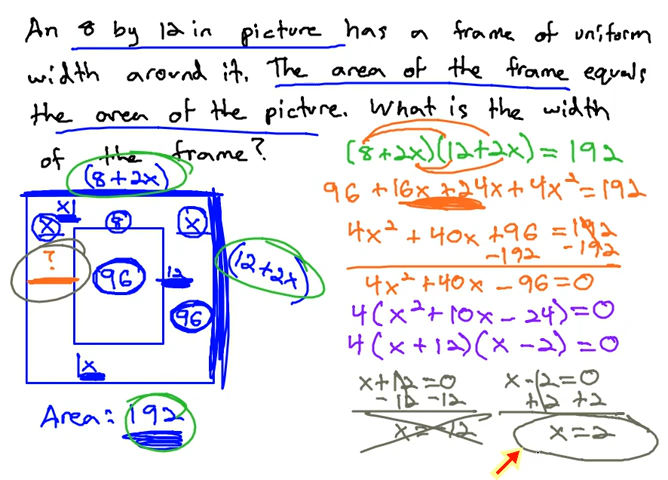 An 8 by 12 in picture has a frame of uniform
width around it. The area of the frame equals
the area of the picture. What is the width
of the frame?
(8+2x)
x
8
x
x
?
96
12
96
(12+2x)
x
Area: 192
(8+2x)(12+2x)=192
96+16x+24x+4x²=192
4x²+40x+96=192
-192 -192
4x²+40x-96=0
4(x²+10x-24)=0
4(x+12)(x-2)=0
x+12=0 x-2=0
-12 -12 +2 +2
x=-12 x=2